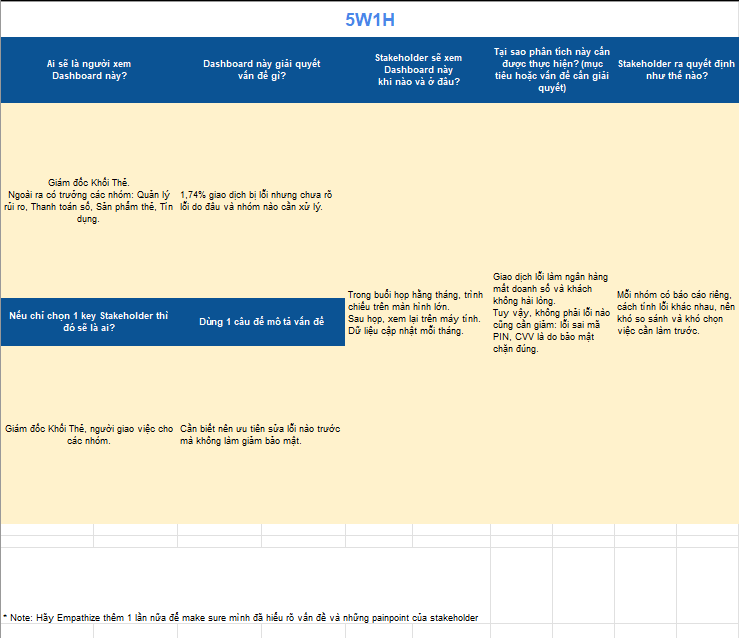 5W1H
Ai sẽ là người xem
Dashboard này?
Dashboard này giải quyết
vấn đề gì?
Stakeholder sẽ xem
Dashboard này
khi nào và ở đâu?
Tại sao phân tích này cần
được thực hiện? (mục
tiêu hoặc vấn đề cần giải
quyết)
Stakeholder ra quyết định
như thế nào?
Giám đốc Khối Thẻ.
Ngoài ra có trưởng các nhóm: Quản lý
rủi ro, Thanh toán số, Sản phẩm thẻ, Tín
dụng.
1,74% giao dịch bị lỗi nhưng chưa rõ
lỗi do đâu và nhóm nào cần xử lý.
Trong buổi họp hằng tháng, trình
chiếu trên màn hình lớn.
Sau họp, xem lại trên máy tính.
Dữ liệu cập nhật mỗi tháng.
Giao dịch lỗi làm ngân hàng
mất doanh số và khách
không hài lòng.
Tuy vậy, không phải lỗi nào
cũng cần giảm: lỗi sai mã
PIN, CVV là do bảo mật
chặn đúng.
Mỗi nhóm có báo cáo riêng,
cách tính lỗi khác nhau, nên
khó so sánh và khó chọn
việc cần làm trước.
Nếu chỉ chọn 1 key Stakeholder thì
đó sẽ là ai?
Dùng 1 câu để mô tả vấn đề
Giám đốc Khối Thẻ, người giao việc cho
các nhóm.
Cần biết nên ưu tiên sửa lỗi nào trước
mà không làm giảm bảo mật.
* Note: Hãy Empathize thêm 1 lần nữa để make sure mình đã hiểu rõ vấn đề và những painpoint của stakeholder